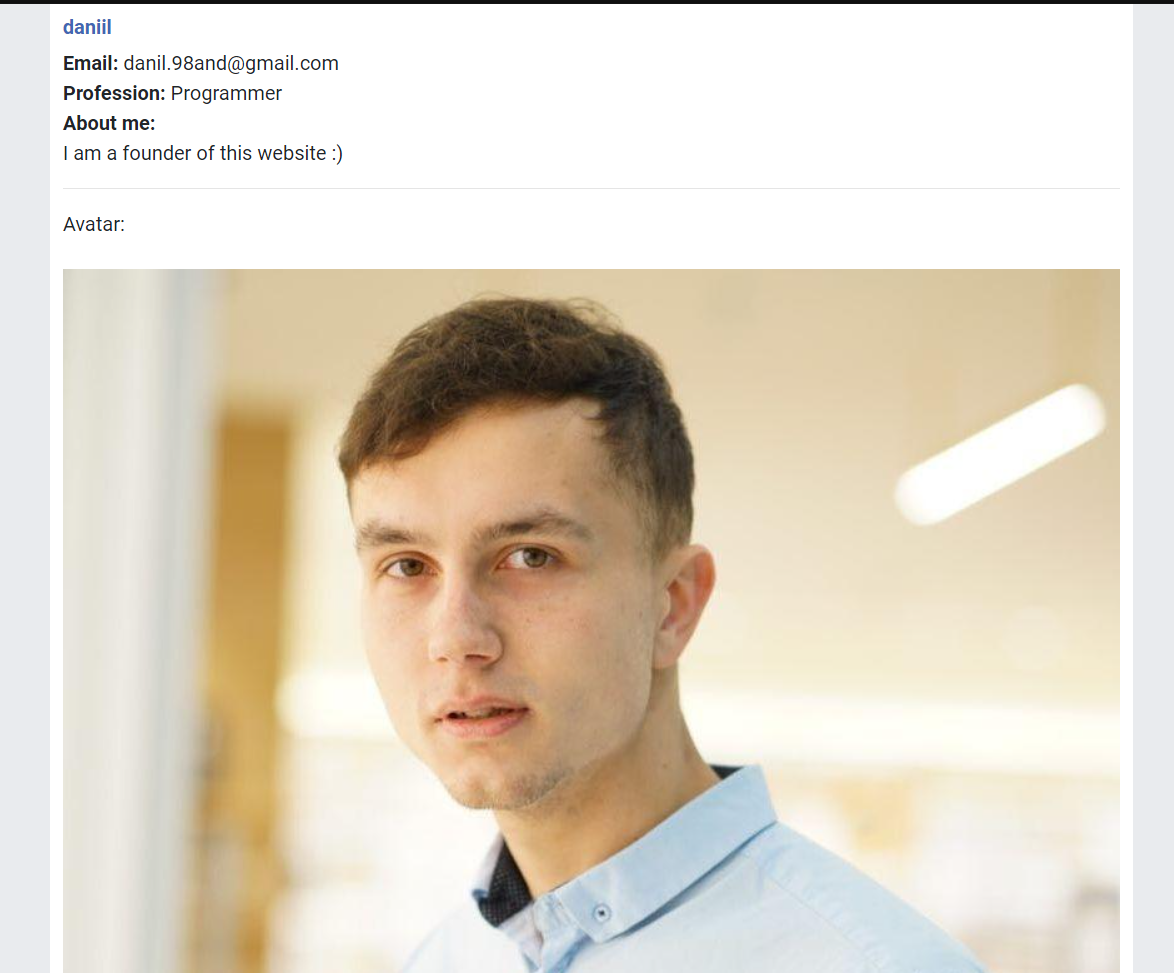 daniil
Email: danil.98and@gmail.com
Profession: Programmer
About me:
I am a founder of this website :)
Avatar: